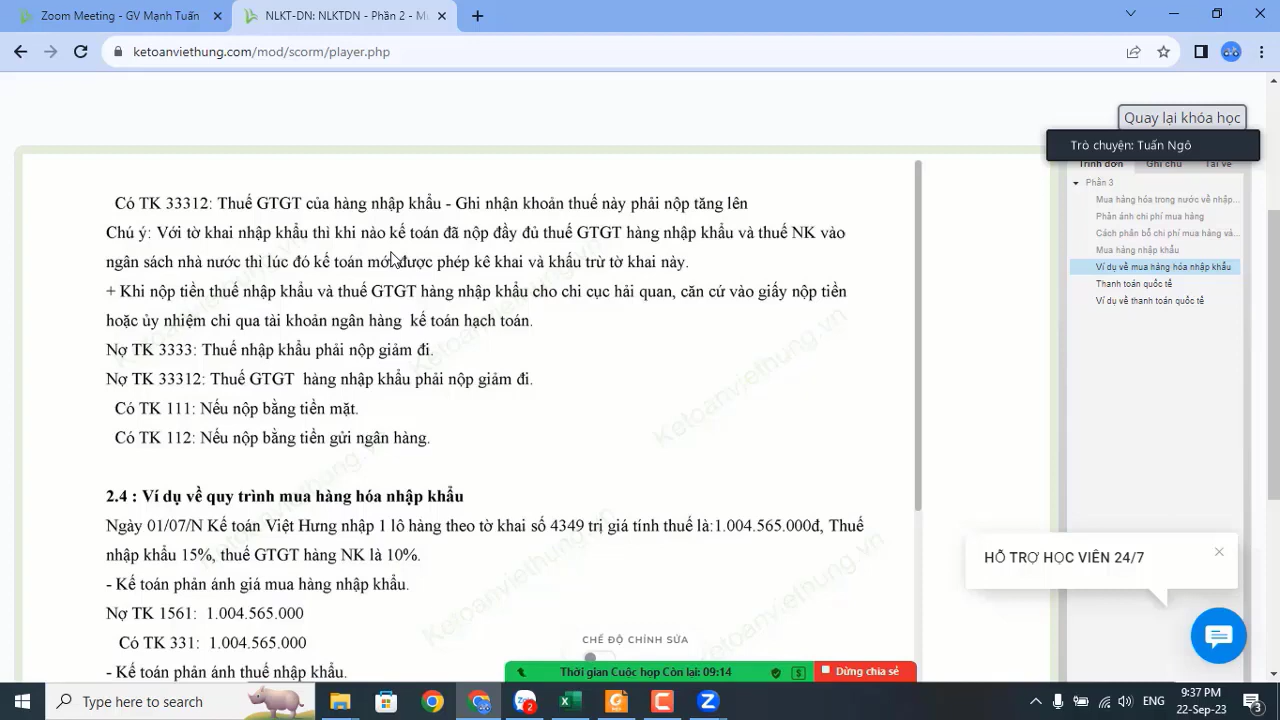 Zoom Meeting - GV Mạnh Tuấn
NLKT-DN: NLKTDN - Phần 2 - Mu
ketoanviethung.com/mod/scorm/player.php
Quay lại khóa học
Trò chuyện: Tuấn Ngô
Trình đơn Ghi chú Tải về
Phần 3
Mua hàng hóa trong nước về nhập...
Phản ánh chi phí mua hàng
Các chi phí mua hàng hóa phát...
Mua hàng nhập khẩu
Ví dụ về mua hàng hóa nhập khẩu
Thanh toán quốc tế
Ví dụ về thanh toán quốc tế
Có TK 33312: Thuế GTGT của hàng nhập khẩu - Ghi nhận khoản thuế này phải nộp tăng lên
Chú ý: Với tờ khai nhập khẩu thì khi nào kế toán đã nộp đầy đủ thuế GTGT hàng nhập khẩu và thuế NK vào
ngân sách nhà nước thì lúc đó kế toán mới được phép kê khai và khấu trừ tờ khai này.
+ Khi nộp tiền thuế nhập khẩu và thuế GTGT hàng nhập khẩu cho chi cục hải quan, căn cứ vào giấy nộp tiền
hoặc ủy nhiệm chi qua tài khoản ngân hàng kế toán hạch toán.
Nợ TK 3333: Thuế nhập khẩu phải nộp giảm đi.
Nợ TK 33312: Thuế GTGT hàng nhập khẩu phải nộp giảm đi.
Có TK 111: Nếu nộp bằng tiền mặt.
Có TK 112: Nếu nộp bằng tiền gửi ngân hàng.
2.4 : Ví dụ về quy trình mua hàng hóa nhập khẩu
Ngày 01/07/N Kế toán Việt Hưng nhập 1 lô hàng theo tờ khai số 4349 trị giá tính thuế là:1.004.565.000đ, Thuế
nhập khẩu 15%, thuế GTGT hàng NK là 10%.
- Kế toán phản ánh giá mua hàng nhập khẩu.
Nợ TK 1561: 1.004.565.000
Có TK 331: 1.004.565.000
- Kế toán phản ánh thuế nhập khẩu.
Ketoanviethung.vn
HỖ TRỢ HỌC VIÊN 24/7
CHẾ ĐỘ CHỈNH SỬA
Thời gian Cuộc họp Còn lại: 09:14
Dừng chia sẻ
Type here to search
2
ENG
9:37 PM
22-Sep-23
3